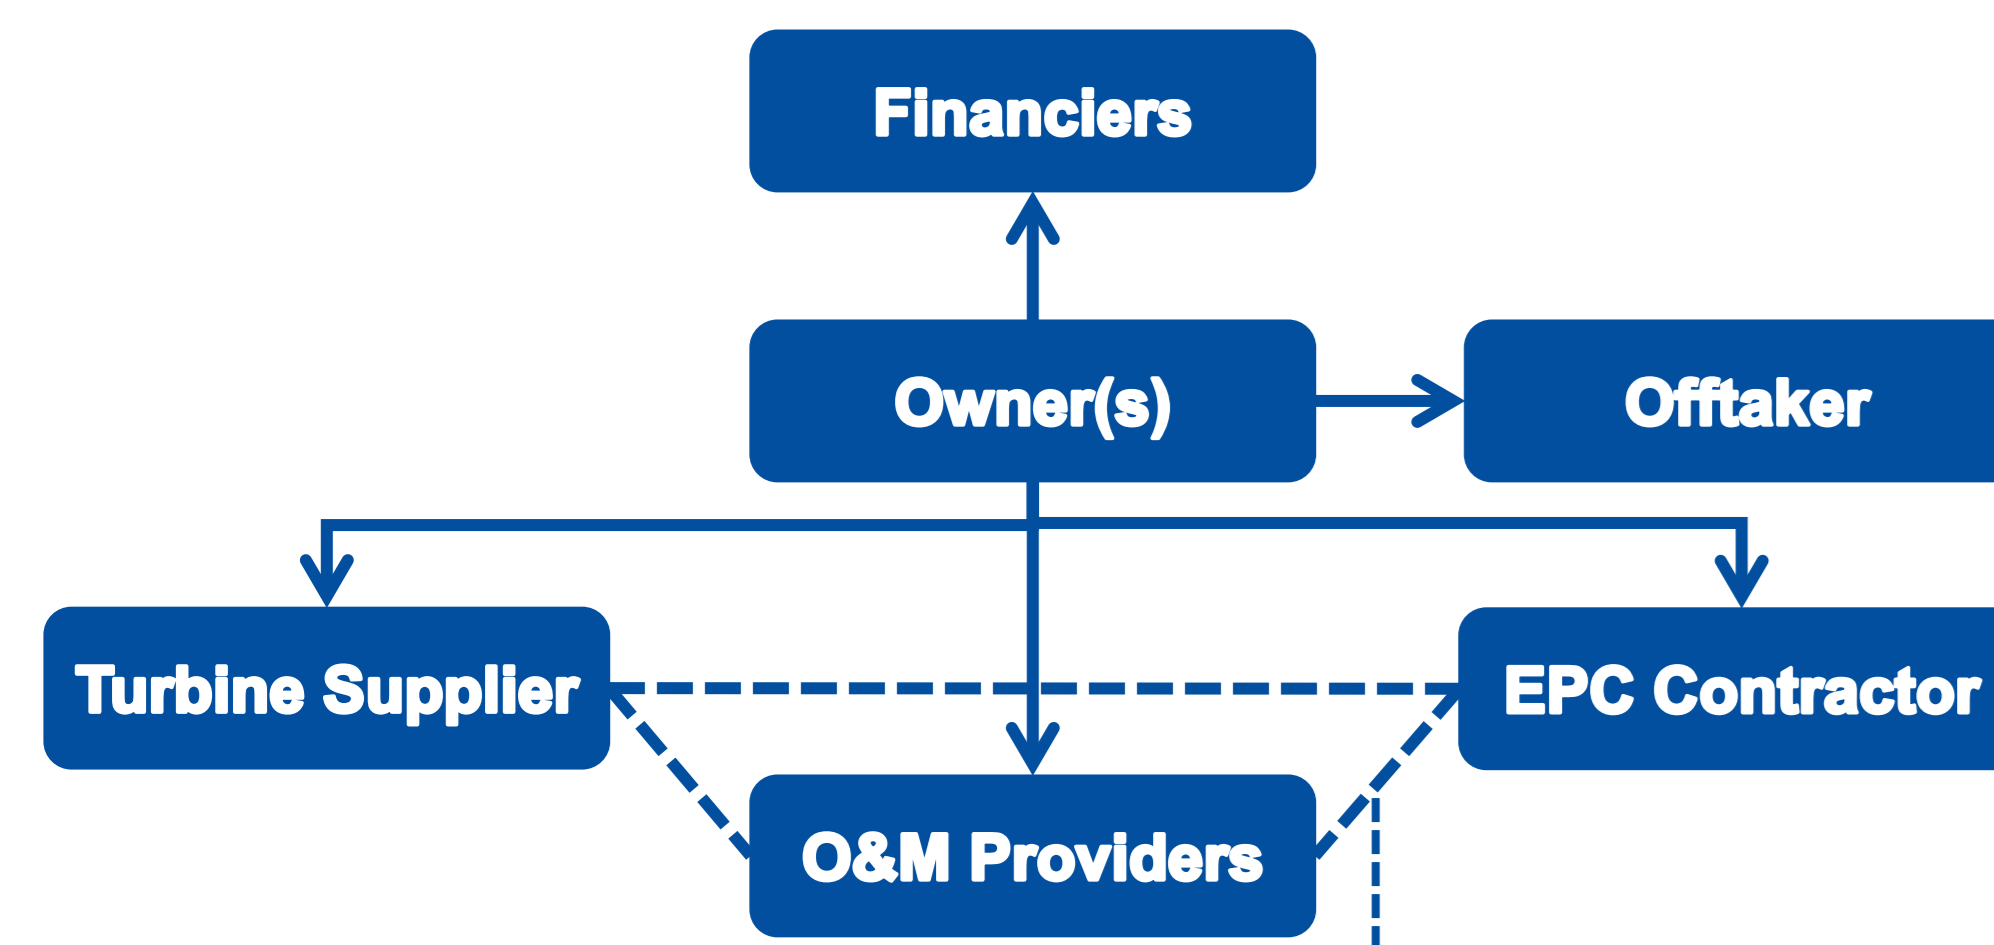 Financiers
Owner(s)
Offtaker
Turbine Supplier
EPC Contractor
O&M Providers